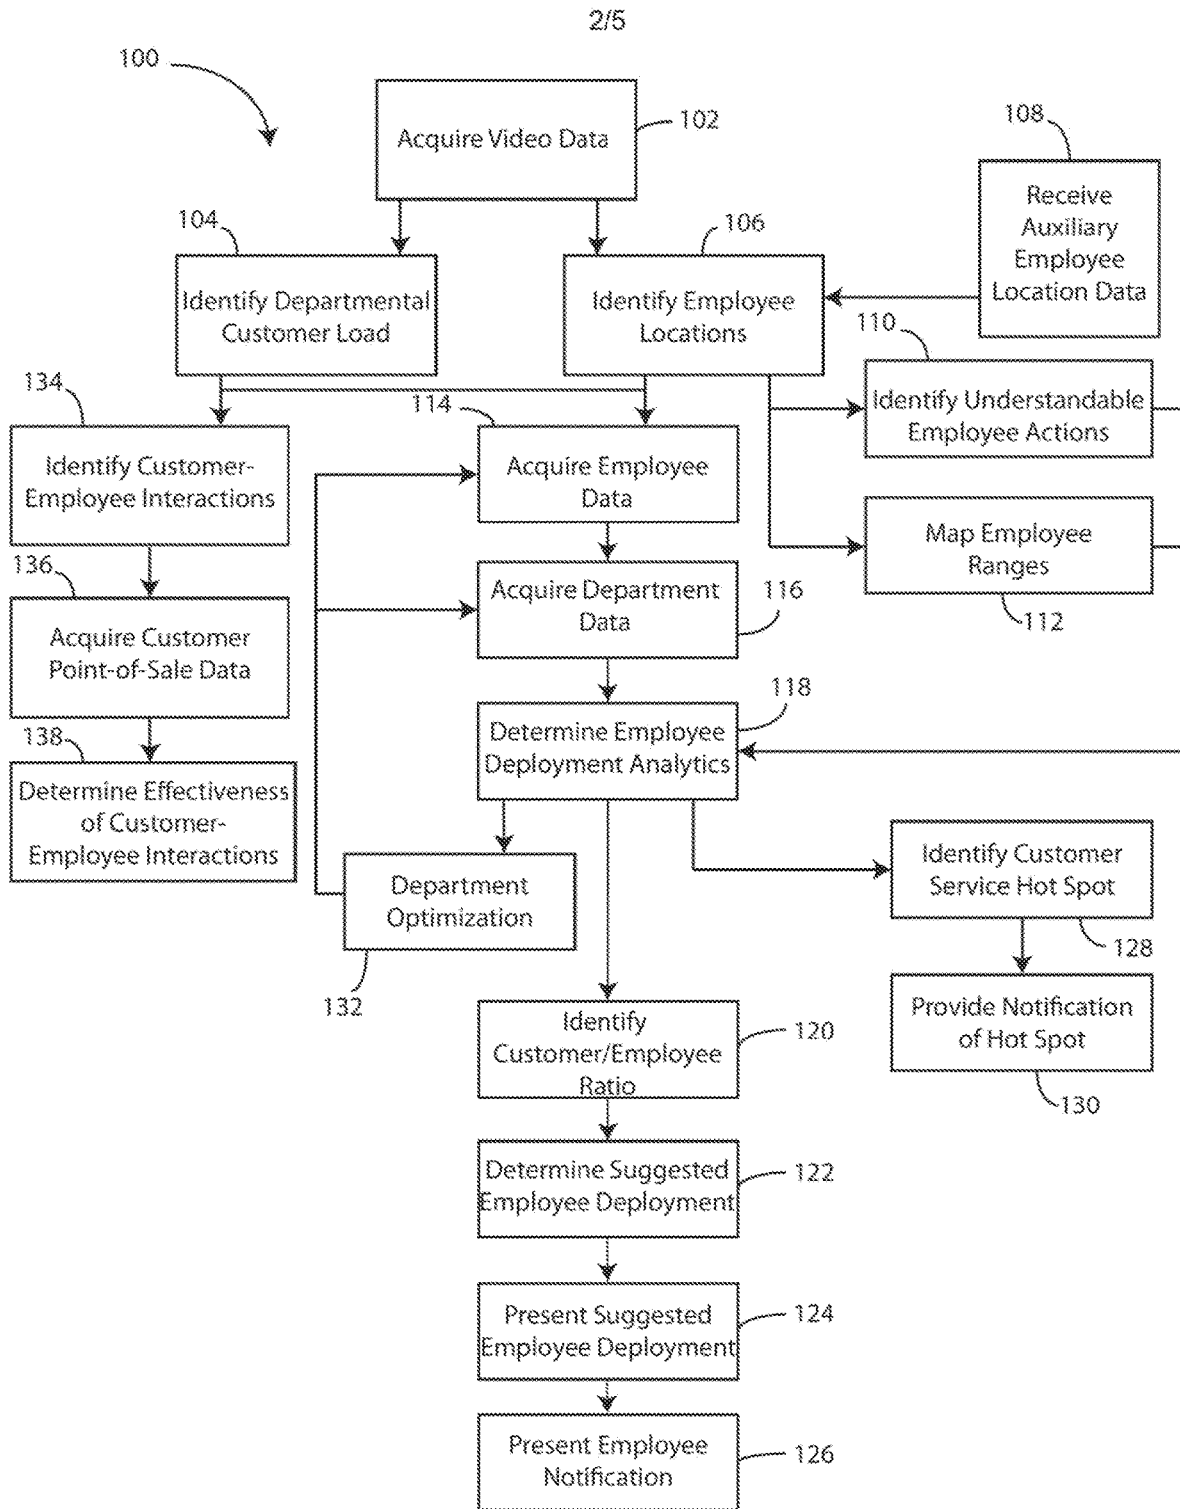 2/5
100
Acquire Video Data
102
108
Receive
Auxiliary
Employee
Location Data
104
Identify Departmental
Customer Load
106
Identify Employee
Locations
110
Identify Understandable
Employee Actions
134
Identify Customer-
Employee Interactions
114
Acquire Employee
Data
Map Employee
Ranges
112
136
Acquire Customer
Point-of-Sale Data
Acquire Department
Data
116
138
Determine Effectiveness
of Customer-
Employee Interactions
118
Determine Employee
Deployment Analytics
Department
Optimization
132
Identify Customer
Service Hot Spot
128
Provide Notification
of Hot Spot
130
Identify
Customer/Employee
Ratio
120
Determine Suggested
Employee Deployment
122
Present Suggested
Employee Deployment
124
Present Employee
Notification
126